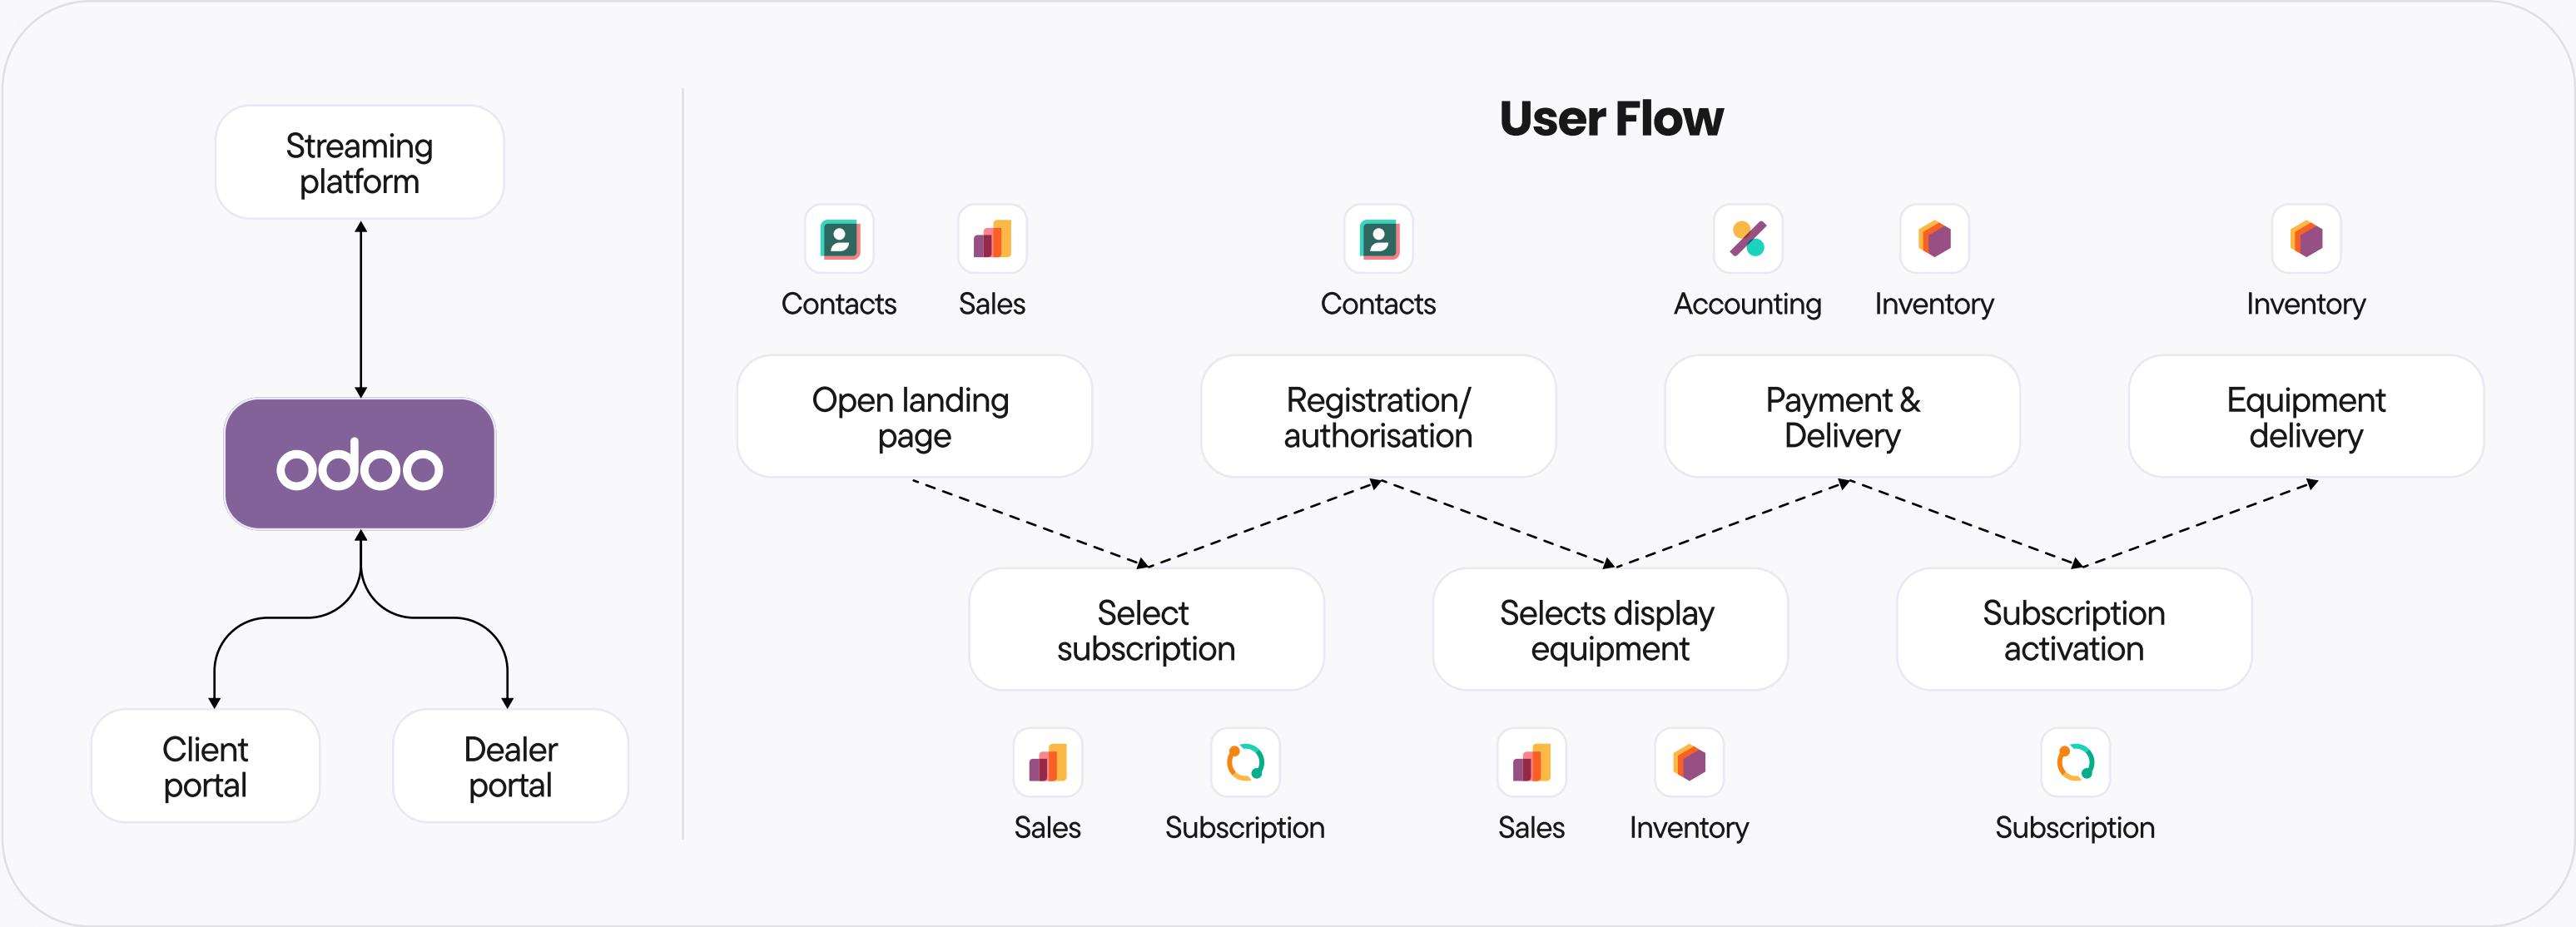 Streaming
platform
odoo
Client
portal
Dealer
portal
User Flow
Contacts
Sales
Contacts
Accounting
Inventory
Inventory
Open landing
page
Registration/
authorisation
Payment &
Delivery
Equipment
delivery
Select
subscription
Selects display
equipment
Subscription
activation
Sales
Subscription
Sales
Inventory
Subscription